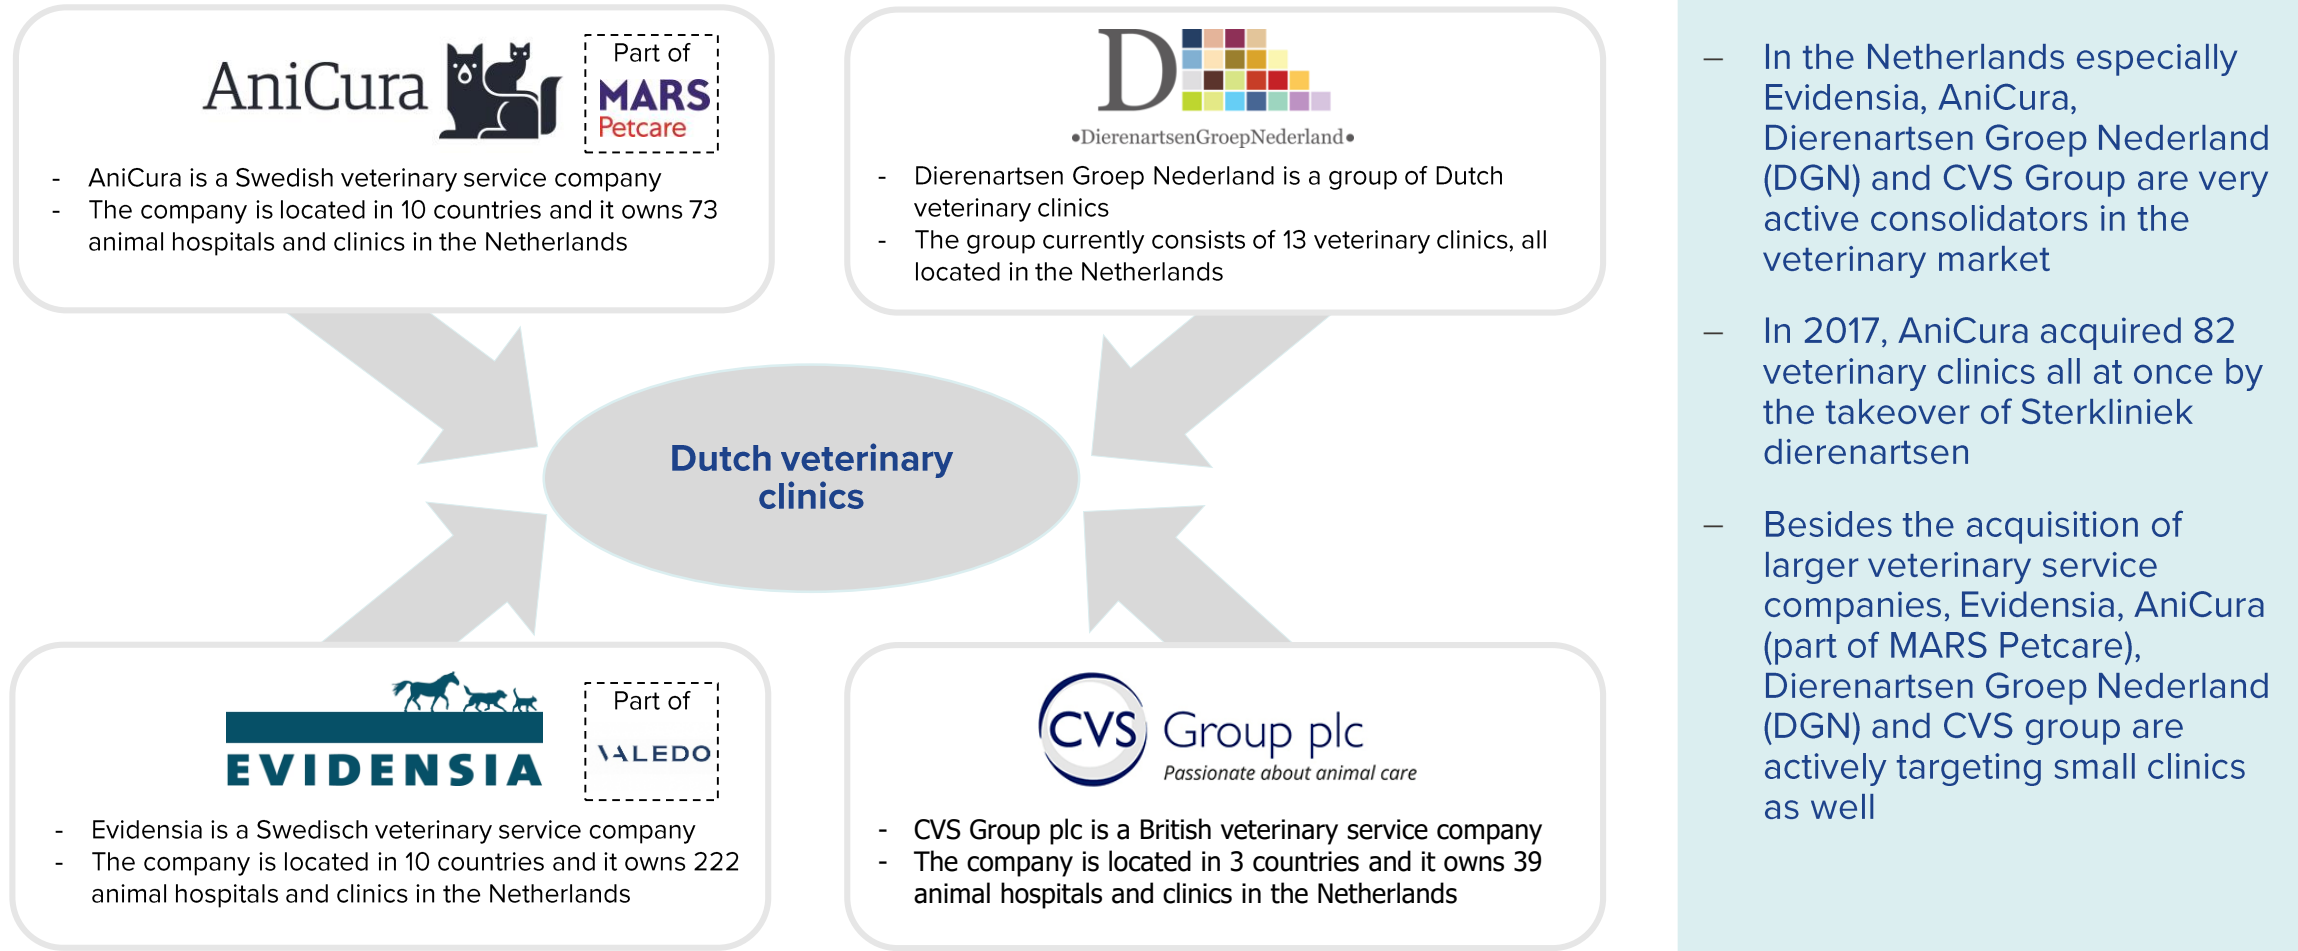 AniCura
Part of
MARS
Petcare
- AniCura is a Swedish veterinary service company
- The company is located in 10 countries and it owns 73
animal hospitals and clinics in the Netherlands
D
•DierenartsenGroepNederland•
- Dierenartsen Groep Nederland is a group of Dutch
veterinary clinics
- The group currently consists of 13 veterinary clinics, all
located in the Netherlands
Dutch veterinary
clinics
EVIDENSIA
Part of
VALEDO
- Evidensia is a Swedisch veterinary service company
- The company is located in 10 countries and it owns 222
animal hospitals and clinics in the Netherlands
CVS Group plc
Passionate about animal care
- CVS Group plc is a British veterinary service company
- The company is located in 3 countries and it owns 39
animal hospitals and clinics in the Netherlands
– In the Netherlands especially
Evidensia, AniCura,
Dierenartsen Groep Nederland
(DGN) and CVS Group are very
active consolidators in the
veterinary market
– In 2017, AniCura acquired 82
veterinary clinics all at once by
the takeover of Sterkliniek
dierenartsen
– Besides the acquisition of
larger veterinary service
companies, Evidensia, AniCura
(part of MARS Petcare),
Dierenartsen Groep Nederland
(DGN) and CVS group are
actively targeting small clinics
as well